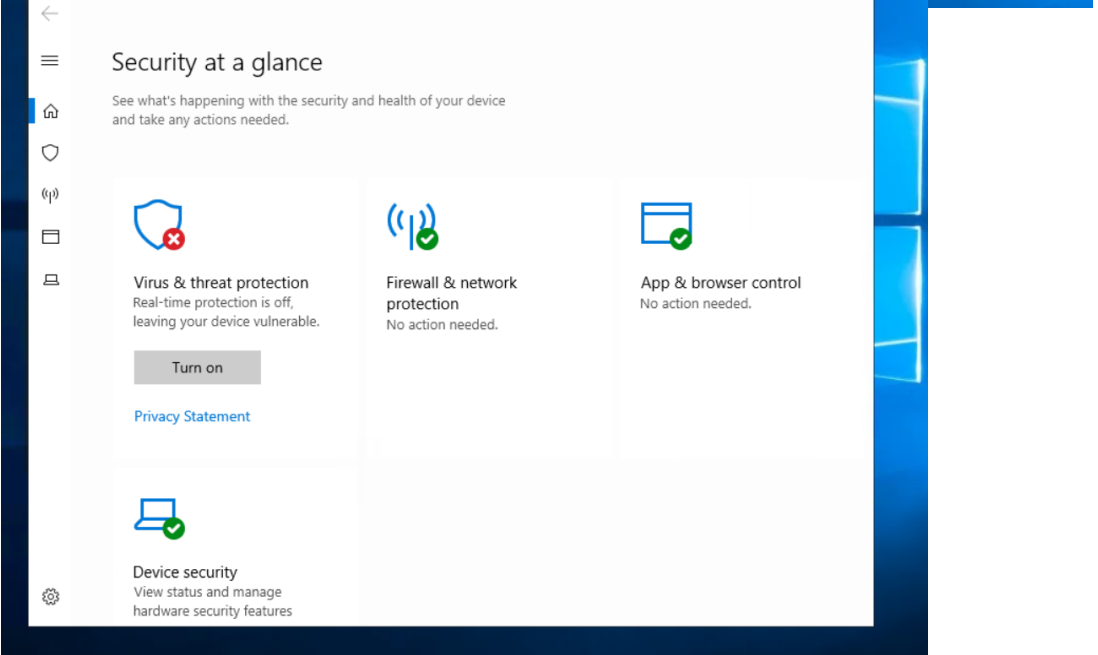 Security at a glance
See what's happening with the security and health of your device
and take any actions needed.
Virus & threat protection
Real-time protection is off,
leaving your device vulnerable.
Turn on
Privacy Statement
Firewall & network
protection
No action needed.
App & browser control
No action needed.
Device security
View status and manage
hardware security features